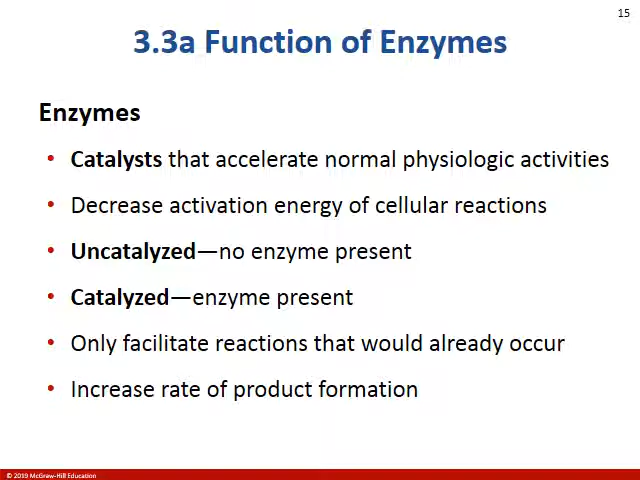 15
3.3a Function of Enzymes
Enzymes
• Catalysts that accelerate normal physiologic activities
• Decrease activation energy of cellular reactions
• Uncatalyzed—no enzyme present
• Catalyzed—enzyme present
• Only facilitate reactions that would already occur
• Increase rate of product formation
© 2019 McGraw-Hill Education